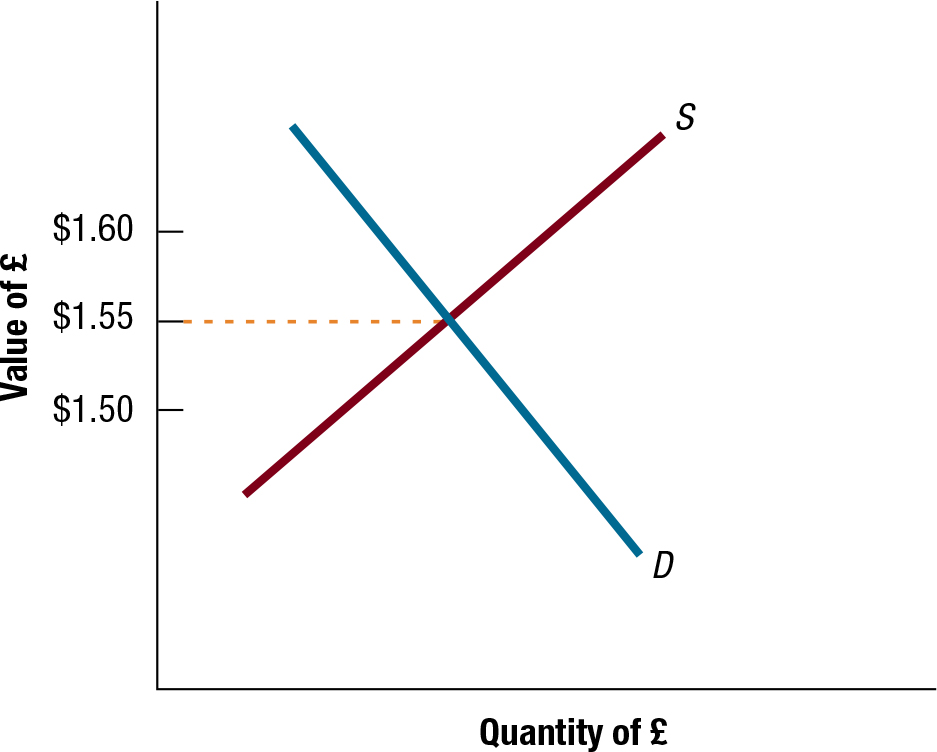 S
$1.60
$1.55
$1.50
Value of £
D
Quantity of £